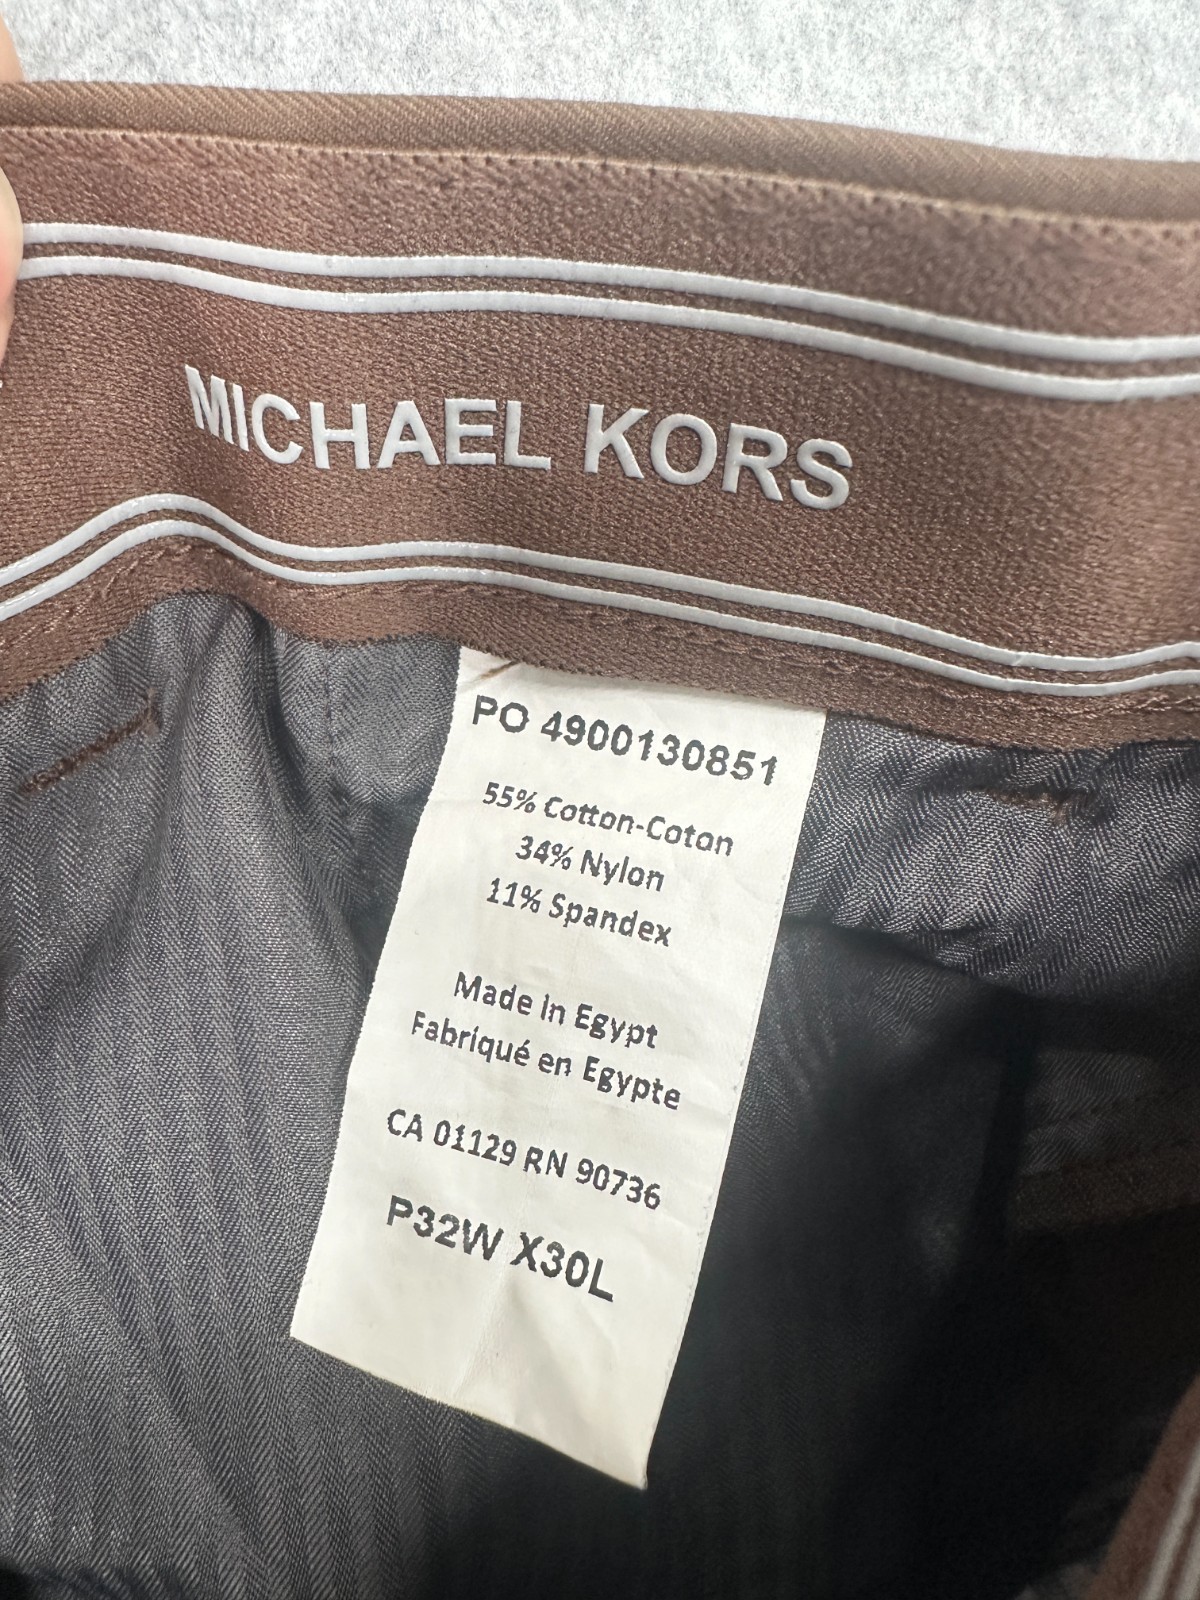 MICHAEL KORS
PO 4900130851
55% Cotton-Coton
34% Nylon
11% Spandex
Made in Egypt
Fabriqué en Egypte
CA 01129 RN 90736
P32W X30L